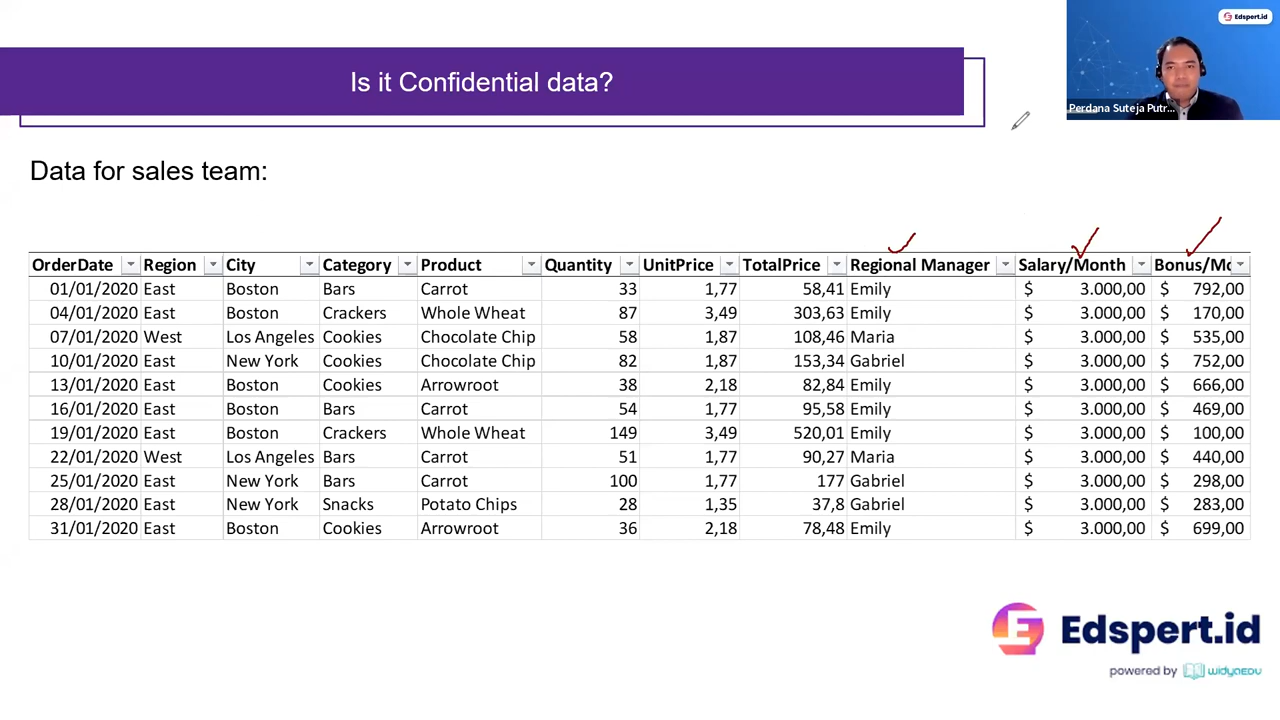 Edspert.id
Is it Confidential data?
Perdana Suteja Putr...
Data for sales team:
OrderDate Region City Category Product Quantity UnitPrice TotalPrice Regional Manager Salary/Month Bonus/Mo
01/01/2020 East Boston Bars Carrot 33 1,77 58,41 Emily $ 3.000,00 $ 792,00
04/01/2020 East Boston Crackers Whole Wheat 87 3,49 303,63 Emily $ 3.000,00 $ 170,00
07/01/2020 West Los Angeles Cookies Chocolate Chip 58 1,87 108,46 Maria $ 3.000,00 $ 535,00
10/01/2020 East New York Cookies Chocolate Chip 82 1,87 153,34 Gabriel $ 3.000,00 $ 752,00
13/01/2020 East Boston Cookies Arrowroot 38 2,18 82,84 Emily $ 3.000,00 $ 666,00
16/01/2020 East Boston Bars Carrot 54 1,77 95,58 Emily $ 3.000,00 $ 469,00
19/01/2020 East Boston Crackers Whole Wheat 149 3,49 520,01 Emily $ 3.000,00 $ 100,00
22/01/2020 West Los Angeles Bars Carrot 51 1,77 90,27 Maria $ 3.000,00 $ 440,00
25/01/2020 East New York Bars Carrot 100 1,77 177 Gabriel $ 3.000,00 $ 298,00
28/01/2020 East New York Snacks Potato Chips 28 1,35 37,8 Gabriel $ 3.000,00 $ 283,00
31/01/2020 East Boston Cookies Arrowroot 36 2,18 78,48 Emily $ 3.000,00 $ 699,00
Edspert.id
powered by widyaEDU